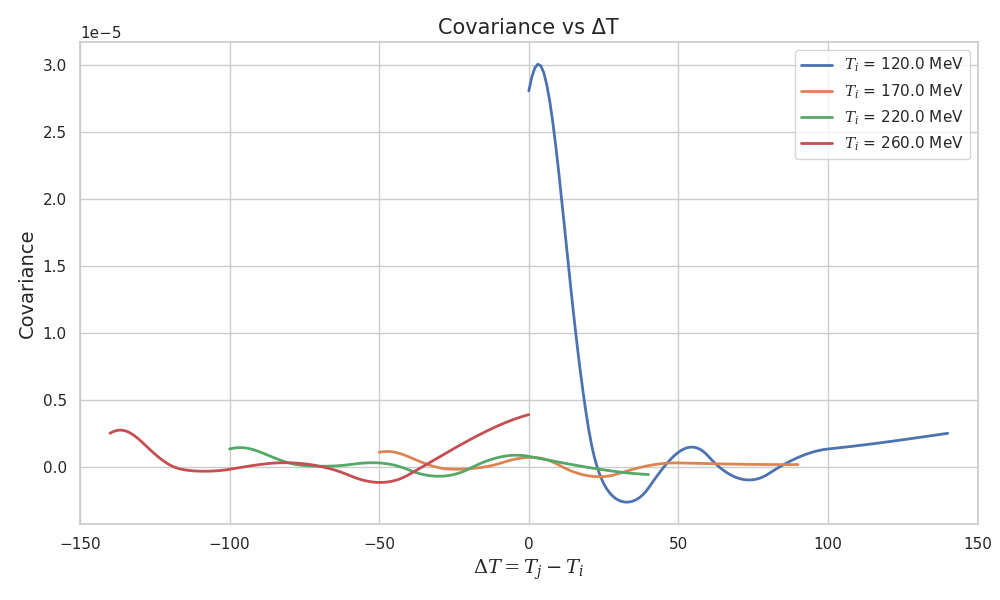 Covariance vs ΔT
1e−5
3.0
2.5
2.0
1.5
1.0
0.5
0.0
Covariance
T_i = 120.0 MeV
T_i = 170.0 MeV
T_i = 220.0 MeV
T_i = 260.0 MeV
−150 −100 −50 0 50 100 150
ΔT = T_j − T_i